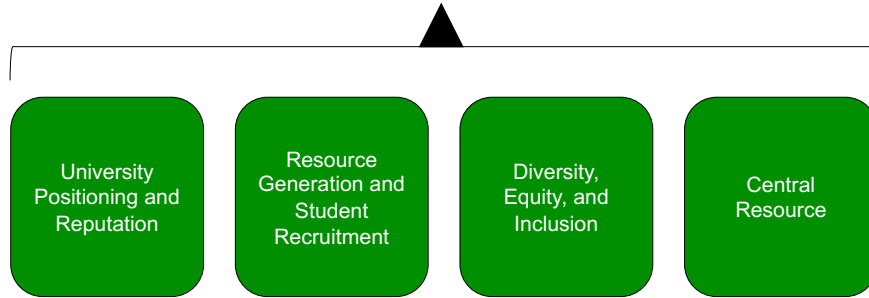 University
Positioning and
Reputation
Resource
Generation and
Student
Recruitment
Diversity,
Equity, and
Inclusion
Central
Resource